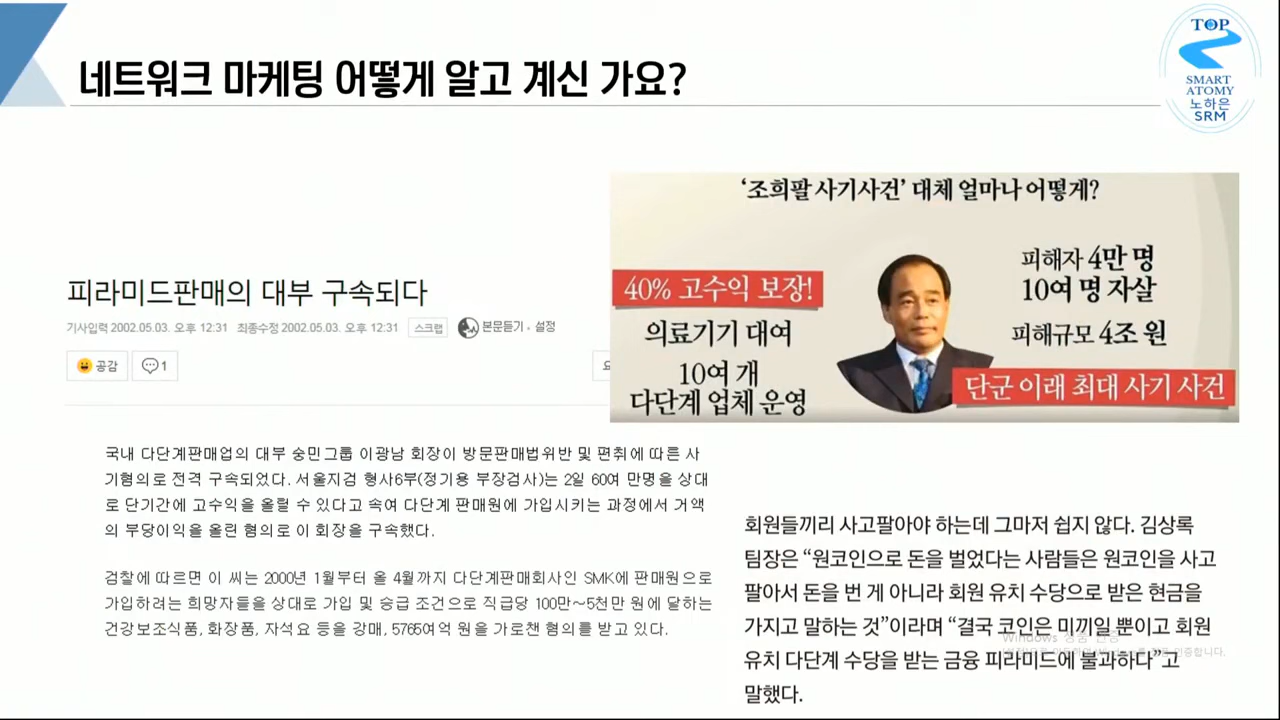 네트워크 마케팅 어떻게 알고 계신 가요?
TOP
SMART
ATOMY
노하은
SRM
피라미드판매의 대부 구속되다
기사입력 2002.05.03. 오후 12:31 최종수정 2002.05.03. 오후 12:31 스크랩 본문듣기 · 설정
공감 1
국내 다단계판매업의 대부 숭민그룹 이광남 회장이 방문판매법위반 및 편취에 따른 사
기혐의로 전격 구속되었다. 서울지검 형사6부(정기용 부장검사)는 2일 60여 만명을 상대
로 단기간에 고수익을 올릴 수 있다고 속여 다단계 판매원에 가입시키는 과정에서 거액
의 부당이익을 올린 혐의로 이 회장을 구속했다.
검찰에 따르면 이 씨는 2000년 1월부터 올 4월까지 다단계판매회사인 SMK에 판매원으로
가입하려는 희망자들을 상대로 가입 및 승급 조건으로 직급당 100만~5천만 원에 달하는
건강보조식품, 화장품, 자석요 등을 강매, 5765여억 원을 가로챈 혐의를 받고 있다.
‘조희팔 사기사건’ 대체 얼마나 어떻게?
40% 고수익 보장!
의료기기 대여
10여 개
다단계 업체 운영
피해자 4만 명
10여 명 자살
피해규모 4조 원
단군 이래 최대 사기 사건
회원들끼리 사고팔아야 하는데 그마저 쉽지 않다. 김상록
팀장은 “원코인으로 돈을 벌었다는 사람들은 원코인을 사고
팔아서 돈을 번 게 아니라 회원 유치 수당으로 받은 현금을
가지고 말하는 것”이라며 “결국 코인은 미끼일 뿐이고 회원
유치 다단계 수당을 받는 금융 피라미드에 불과하다”고
말했다.
Windows 정품 인증